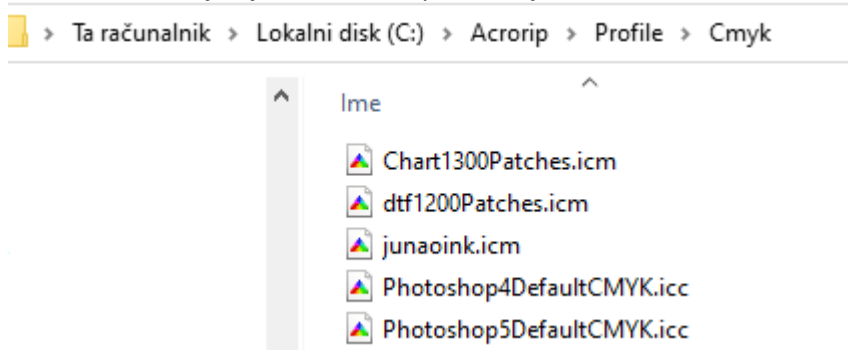 Ta računalnik > Lokalni disk (C:) > Acrorip > Profile > Cmyk
Ime
Chart1300Patches.icm
dtf1200Patches.icm
junaoink.icm
Photoshop4DefaultCMYK.icc
Photoshop5DefaultCMYK.icc